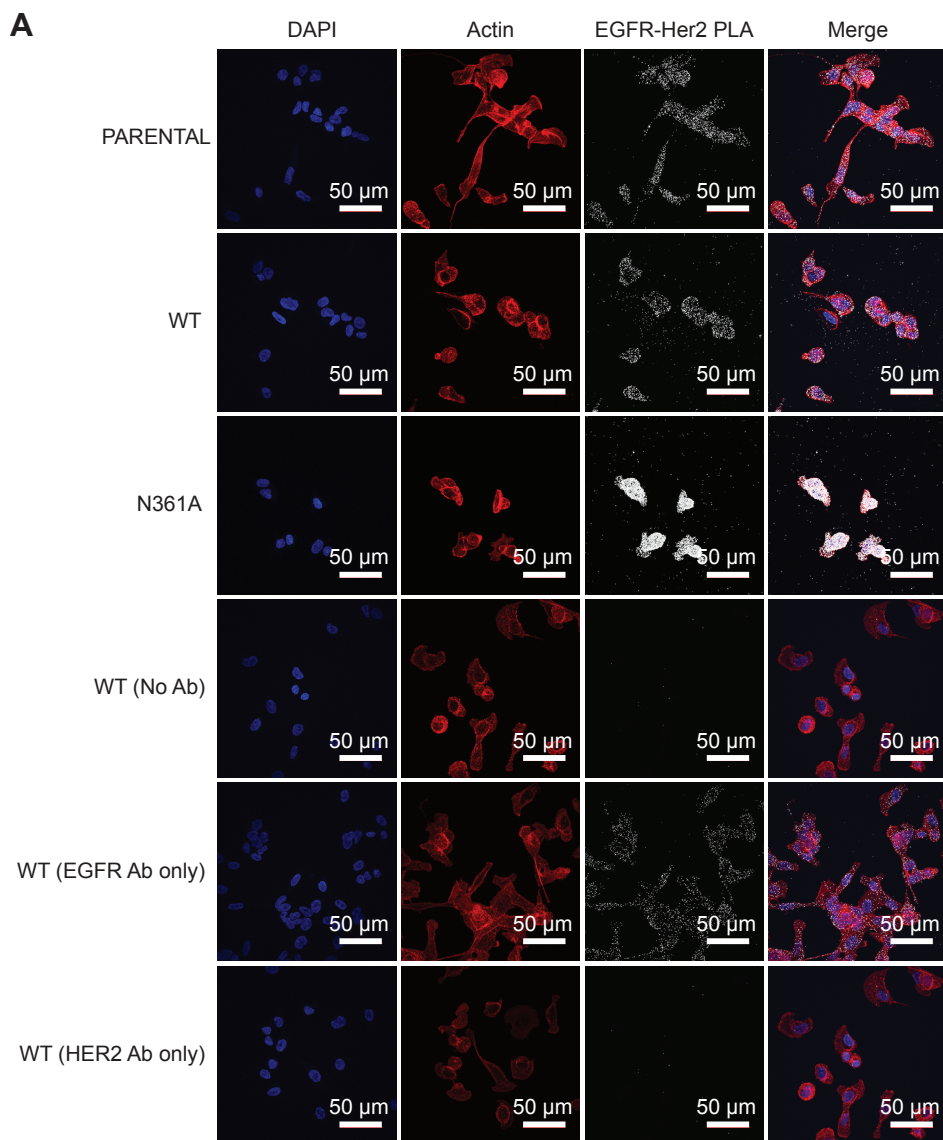 A
DAPI Actin EGFR-Her2 PLA Merge
PARENTAL
50 µm 50 µm 50 µm 50 µm
WT
50 µm 50 µm 50 µm 50 µm
N361A
50 µm 50 µm 50 µm 50 µm
WT (No Ab)
50 µm 50 µm 50 µm 50 µm
WT (EGFR Ab only)
50 µm 50 µm 50 µm 50 µm
WT (HER2 Ab only)
50 µm 50 µm 50 µm 50 µm